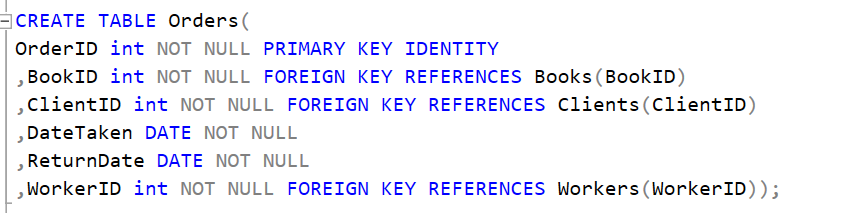 CREATE TABLE Orders(
OrderID int NOT NULL PRIMARY KEY IDENTITY
,BookID int NOT NULL FOREIGN KEY REFERENCES Books(BookID)
,ClientID int NOT NULL FOREIGN KEY REFERENCES Clients(ClientID)
,DateTaken DATE NOT NULL
,ReturnDate DATE NOT NULL
,WorkerID int NOT NULL FOREIGN KEY REFERENCES Workers(WorkerID));